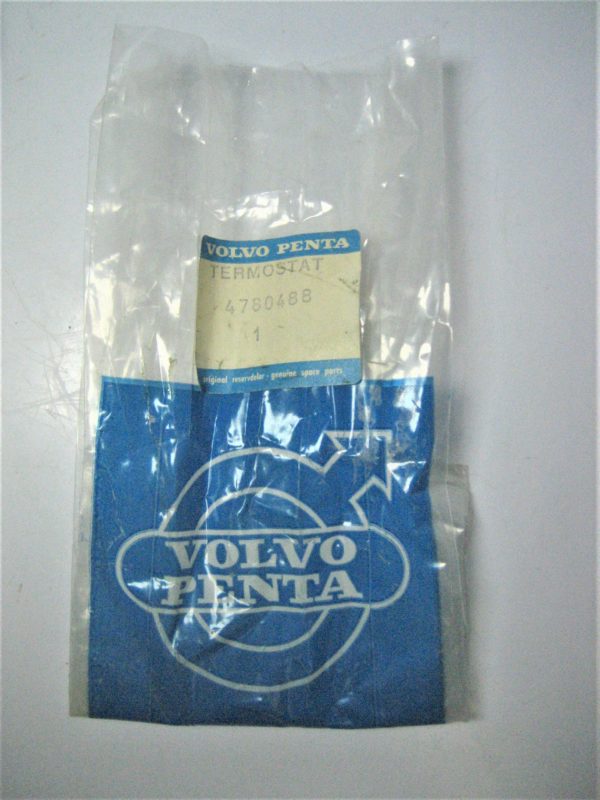 VOLVO PENTA
TERMOSTAT
4780488
1
original reservdelar - genuine spare parts
VOLVO
PENTA